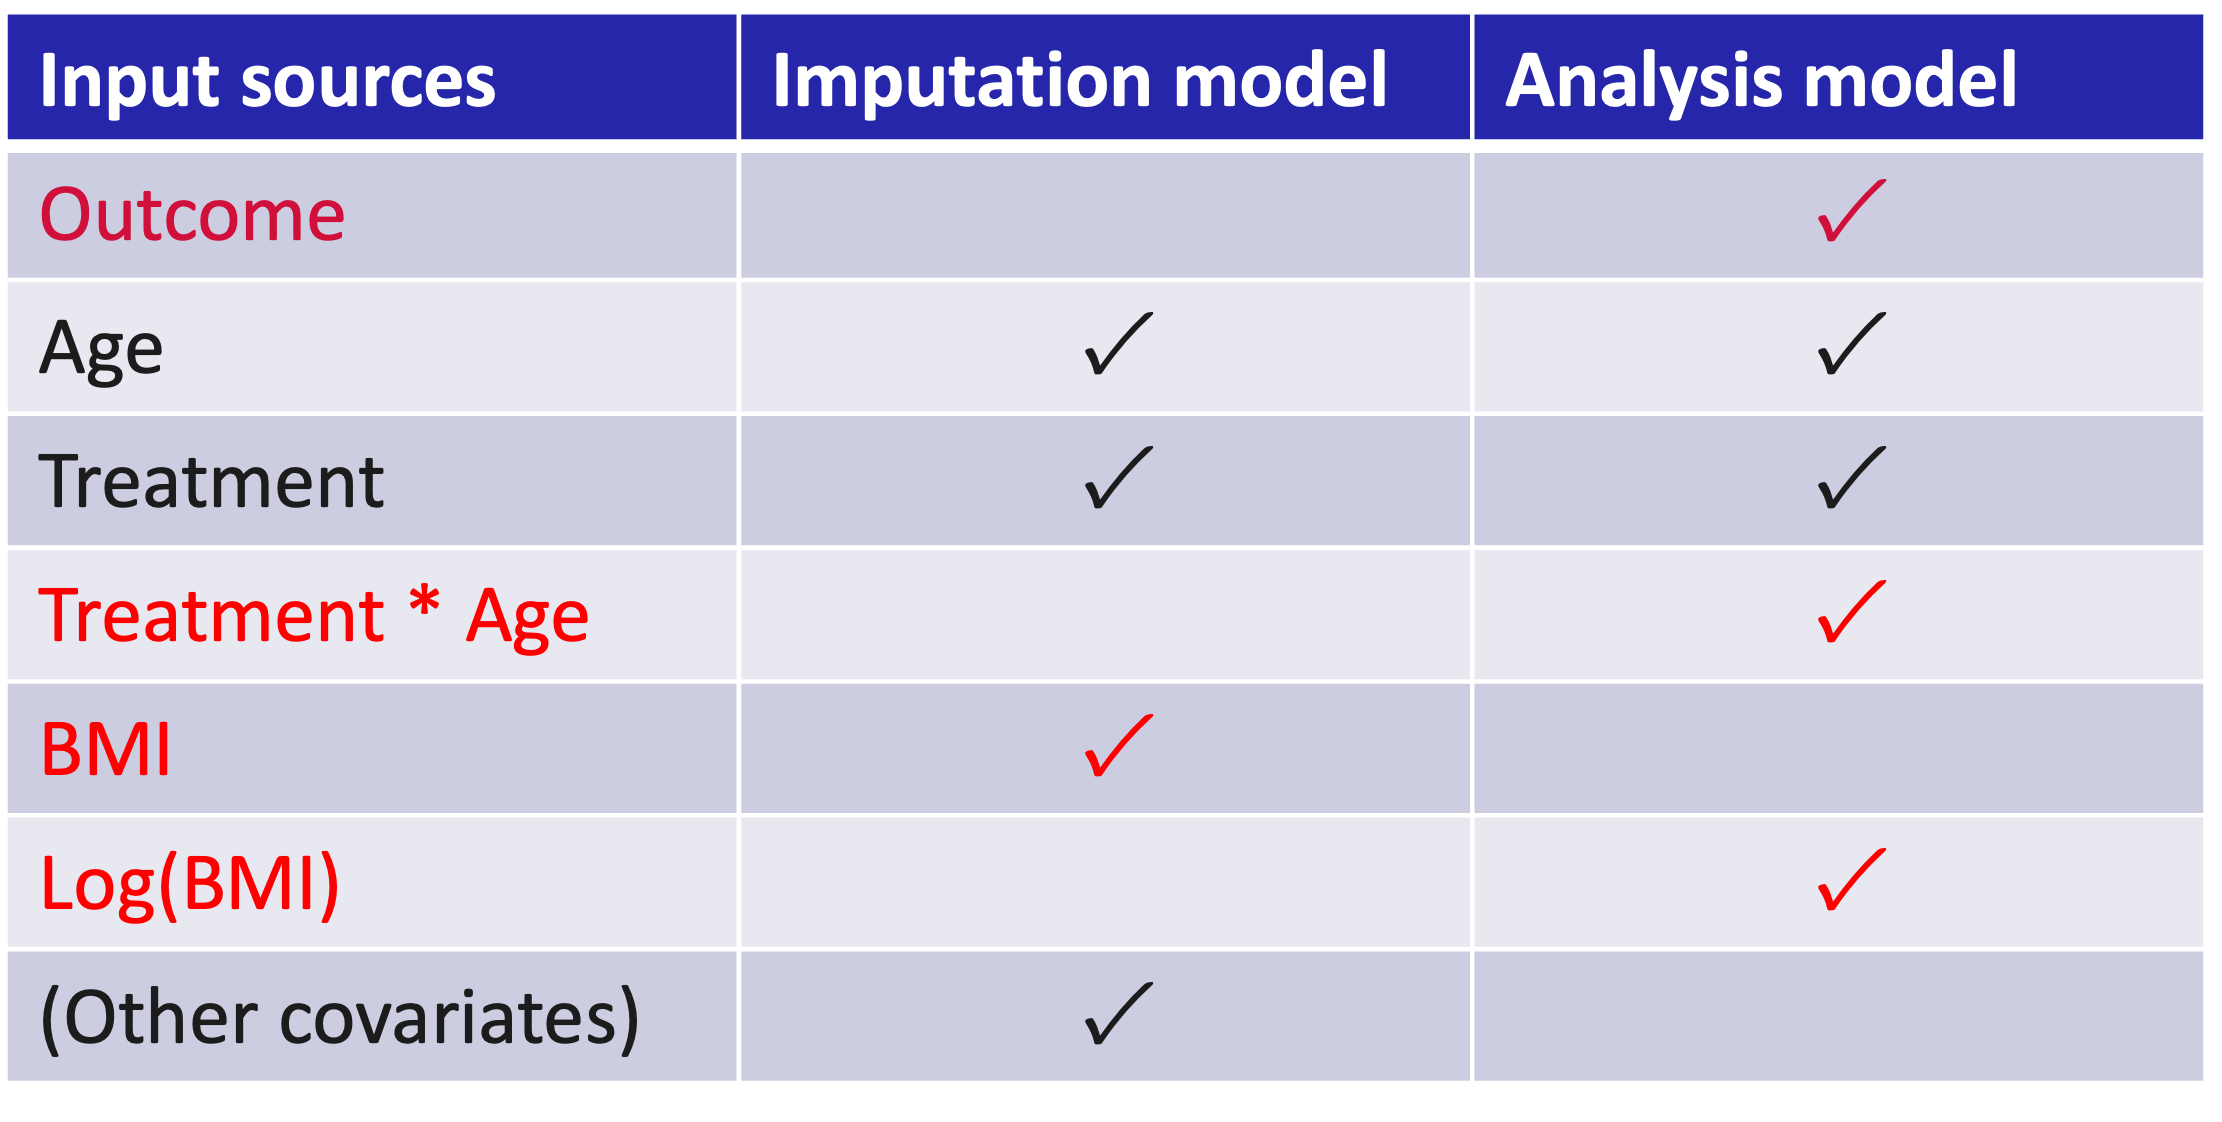 Input sources Imputation model Analysis model
Outcome ✓
Age ✓ ✓
Treatment ✓ ✓
Treatment * Age ✓
BMI ✓
Log(BMI) ✓
(Other covariates) ✓